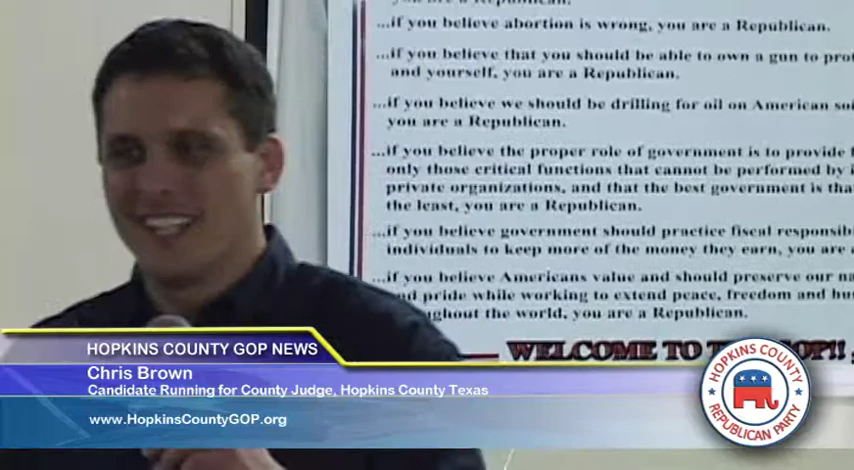 ...if you believe abortion is wrong, you are a Republican.
...if you believe that you should be able to own a gun to
and yourself, you are a Republican.
...if you believe we should be drilling for oil on American
you are a Republican.
...if you believe the proper role of government is to provide
only those critical functions that cannot be performed by
private organizations, and that the best government is
the least, you are a Republican.
...if you believe government should practice fiscal
individuals to keep more of the money they earn, you are
...if you believe Americans value and should preserve our
and pride while working to extend peace, freedom and
the world, you are a Republican.
WELCOME TO
HOPKINS COUNTY GOP NEWS
Chris Brown
Candidate Running for County Judge, Hopkins County Texas
www.HopkinsCountyGOP.org
HOPKINS COUNTY
REPUBLICAN PARTY